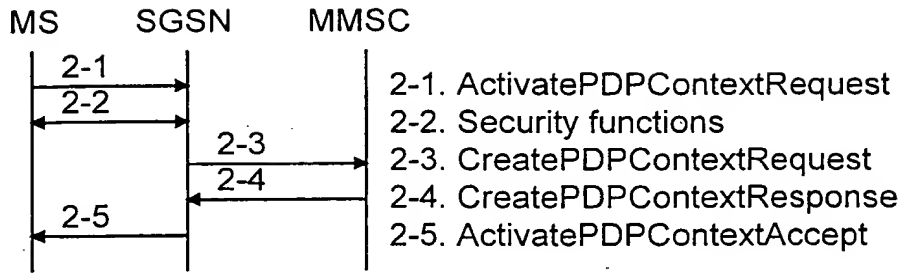 MS SGSN MMSC
2-1 2-1. ActivatePDPContextRequest
2-2 2-2. Security functions
2-3 2-3. CreatePDPContextRequest
2-4 2-4. CreatePDPContextResponse
2-5 2-5. ActivatePDPContextAccept